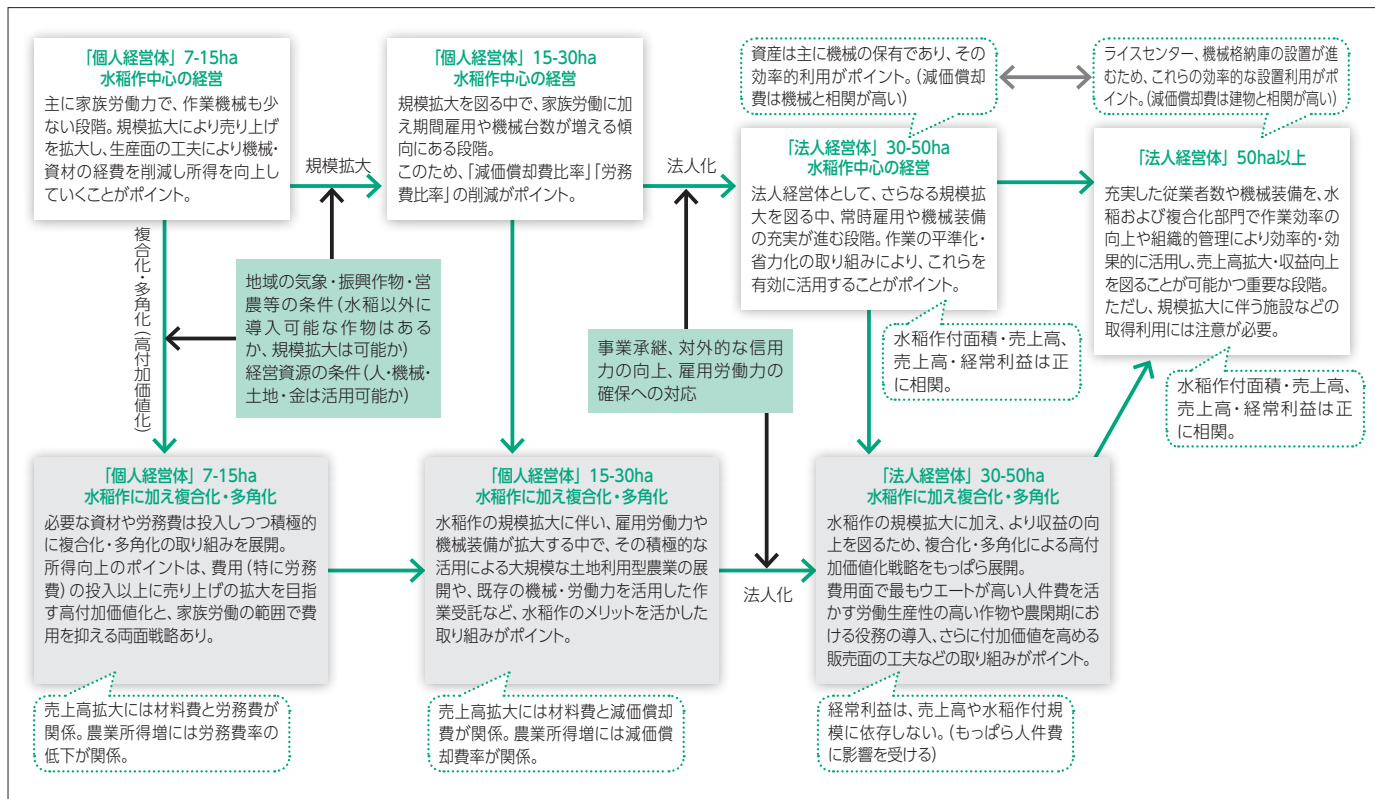 「個人経営体」 7-15ha
水稲作中心の経営
主に家族労働力で、作業機械も少
ない段階。規模拡大により売り上げ
を拡大し、生産面の工夫により機械・
資材の経費を削減し所得を向上し
ていくことがポイント。
規模拡大
「個人経営体」 15-30ha
水稲作中心の経営
規模拡大を図る中で、家族労働に加
え期間雇用や機械台数が増える傾
向にある段階。
このため、「減価償却費比率」「労務
費比率」の削減がポイント。
法人化
資産は主に機械の保有であり、その
効率的利用がポイント。(減価償却
費は機械と相関が高い)
「法人経営体」 30-50ha
水稲作中心の経営
法人経営体として、さらなる規模拡
大を図る中、常時雇用や機械装備
の充実が進む段階。作業の平準化・
省力化の取り組みにより、これらを
有効に活用することがポイント。
水稲作付面積・売上高、
売上高・経常利益は正
に相関。
ライスセンター、機械格納庫の設置が進
むため、これらの効率的な設置利用がポ
イント。(減価償却費は建物と相関が高い)
「法人経営体」 50ha以上
充実した従業者数や機械装備を、水
稲および複合化部門で作業効率の
向上や組織的管理により効率的・効
果的に活用し、売上高拡大・収益向上
を図ることが可能かつ重要な段階。
ただし、規模拡大に伴う施設などの
取得利用には注意が必要。
水稲作付面積・売上高、
売上高・経常利益は正
に相関。
複合化・多角化(高付加価値化)
地域の気象・振興作物・営
農等の条件(水稲以外に
導入可能な作物はある
か、規模拡大は可能か)
経営資源の条件(人・機械・
土地・金は活用可能か)
事業承継、対外的な信用
力の向上、雇用労働力の
確保への対応
「個人経営体」 7-15ha
水稲作に加え複合化・多角化
必要な資材や労務費は投入しつつ積極的
に複合化・多角化の取り組みを展開。
所得向上のポイントは、費用(特に労務
費)の投入以上に売り上げの拡大を目指
す高付加価値化と、家族労働の範囲で費
用を抑える両面戦略あり。
売上高拡大には材料費と労務費が
関係。農業所得増には労務費率の
低下が関係。
「個人経営体」 15-30ha
水稲作に加え複合化・多角化
水稲作の規模拡大に伴い、雇用労働力や
機械装備が拡大する中で、その積極的な
活用による大規模な土地利用型農業の展
開や、既存の機械・労働力を活用した作
業受託など、水稲作のメリットを活かした
取り組みがポイント。
売上高拡大には材料費と減価償却
費が関係。農業所得増には減価償
却費率が関係。
法人化
「法人経営体」 30-50ha
水稲作に加え複合化・多角化
水稲作の規模拡大に加え、より収益の向
上を図るため、複合化・多角化による高付
加価値化戦略をもっぱら展開。
費用面で最もウエートが高い人件費を活
かす労働生産性の高い作物や農閑期にお
ける役務の導入、さらに付加価値を高める
販売面の工夫などの取り組みがポイント。
経常利益は、売上高や水稲作付規
模に依存しない。(もっぱら人件費
に影響を受ける)